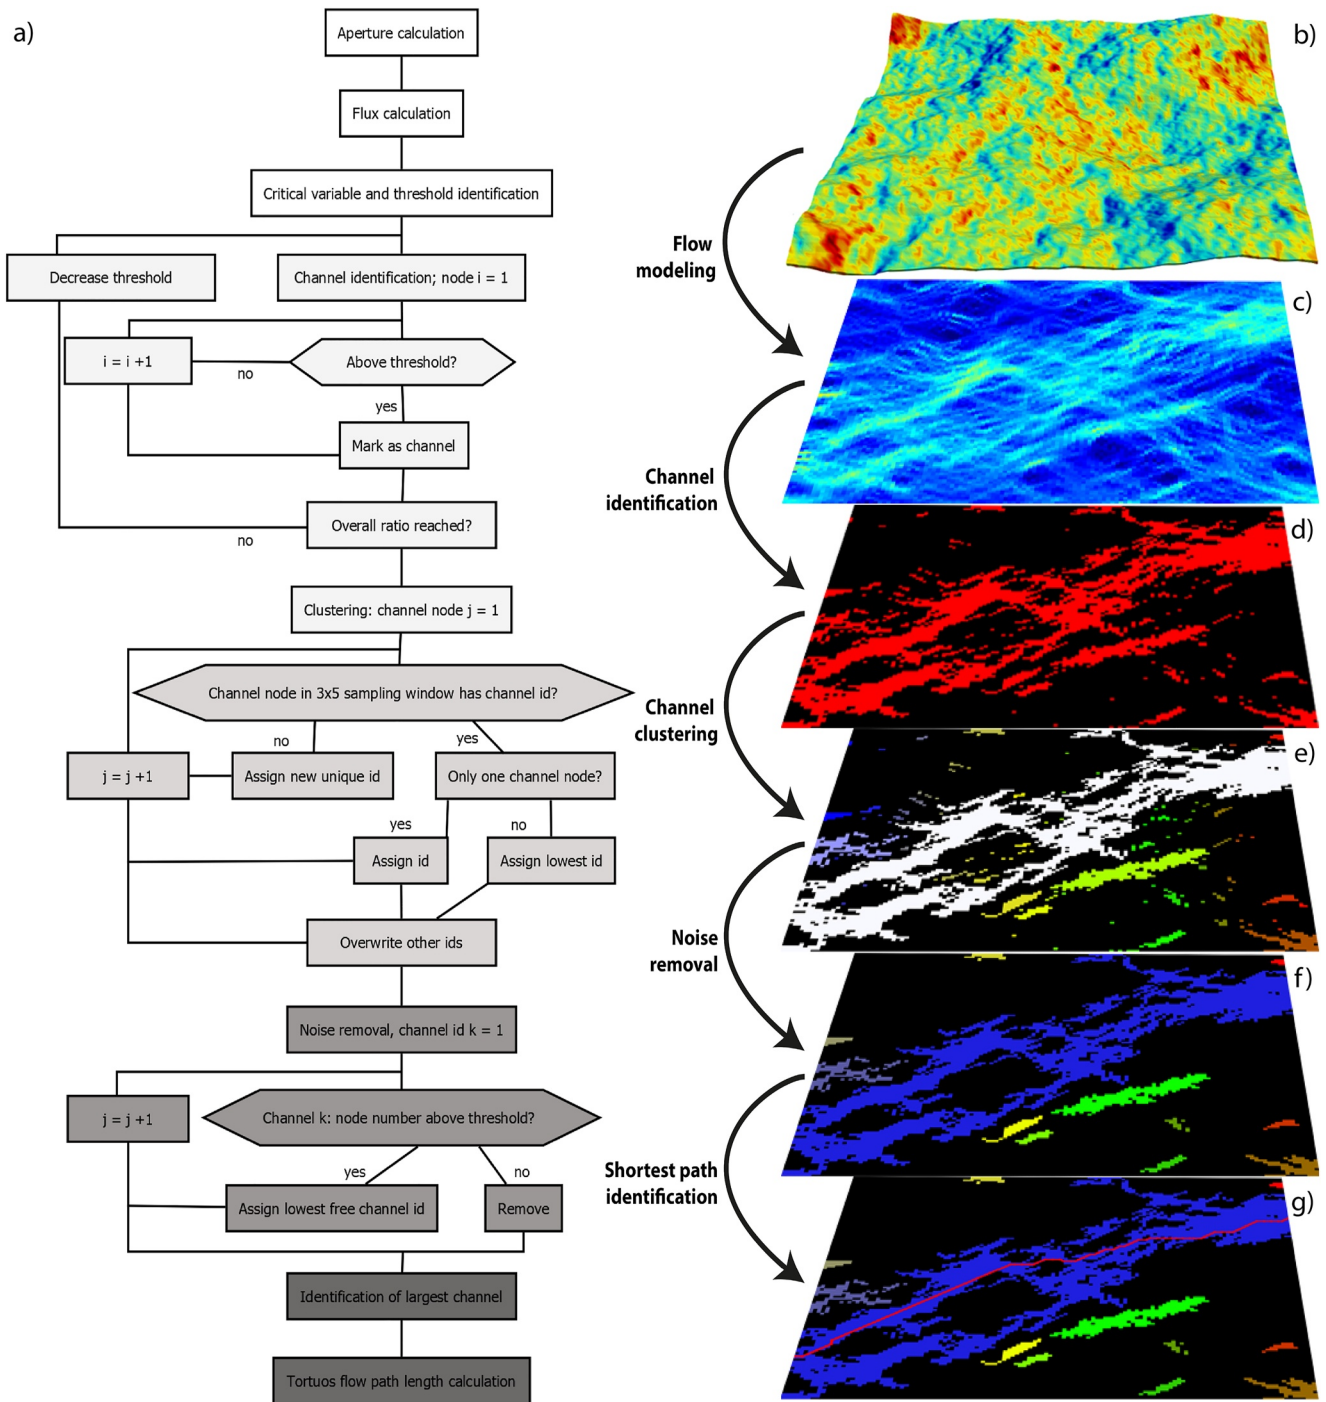 a)
Aperture calculation
Flux calculation
Critical variable and threshold identification
Decrease threshold
Channel identification; node i = 1
i = i +1
Above threshold?
no
yes
Mark as channel
Overall ratio reached?
no
Clustering: channel node j = 1
Channel node in 3x5 sampling window has channel id?
no
yes
j = j +1
Assign new unique id
Only one channel node?
yes
no
Assign id
Assign lowest id
Overwrite other ids
Noise removal, channel id k = 1
j = j +1
Channel k: node number above threshold?
yes
no
Assign lowest free channel id
Remove
Identification of largest channel
Tortuos flow path length calculation
b)
Flow
modeling
c)
Channel
identification
d)
Channel
clustering
e)
Noise
removal
f)
Shortest path
identification
g)